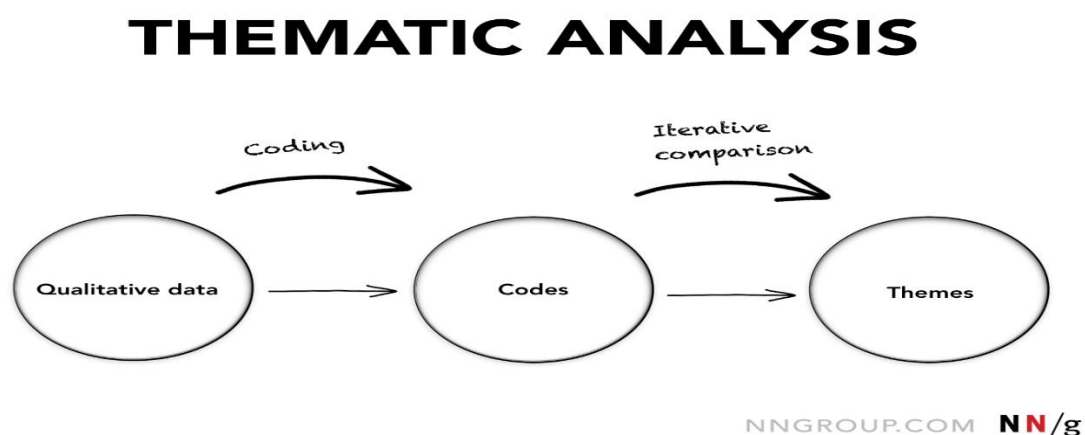 THEMATIC ANALYSIS
Coding
Iterative
comparison
Qualitative data
Codes
Themes
NNGROUP.COM NN/g